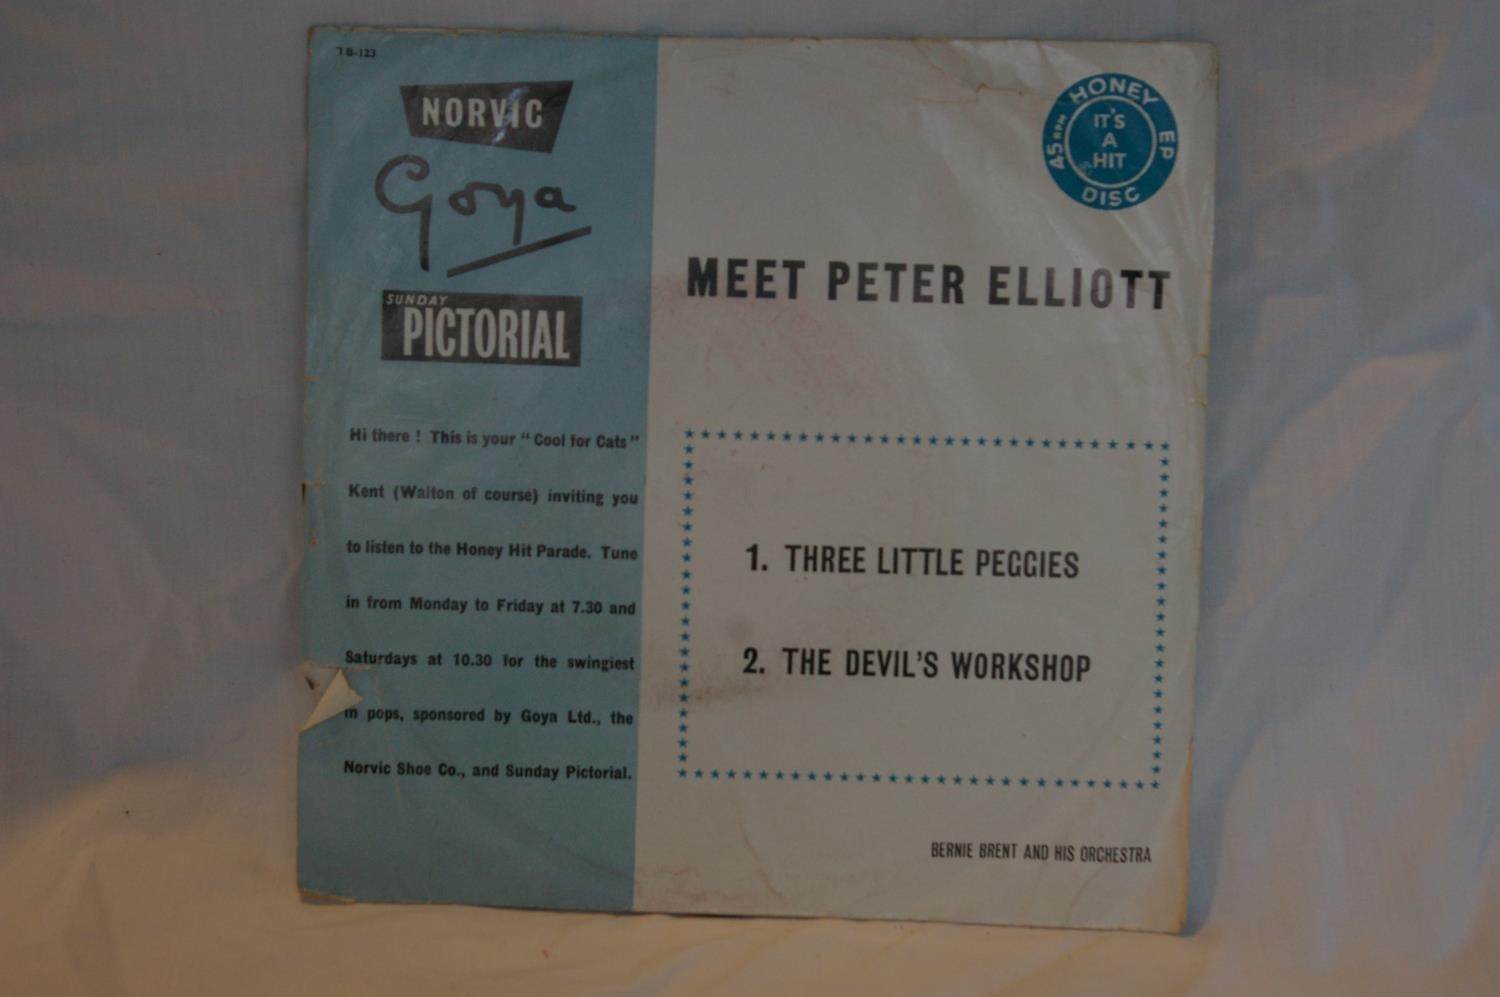 7B-123
NORVIC
Goya
SUNDAY
PICTORIAL
Hi there ! This is your "Cool for Cats"
Kent (Walton of course) inviting you
to listen to the Honey Hit Parade. Tune
in from Monday to Friday at 7.30 and
Saturdays at 10.30 for the swingiest
in pops, sponsored by Goya Ltd., the
Norvic Shoe Co., and Sunday Pictorial.
HONEY
45 RPM
EP
DISC
IT'S
A
HIT
MEET PETER ELLIOTT
1. THREE LITTLE PEGGIES
2. THE DEVIL'S WORKSHOP
BERNIE BRENT AND HIS ORCHESTRA